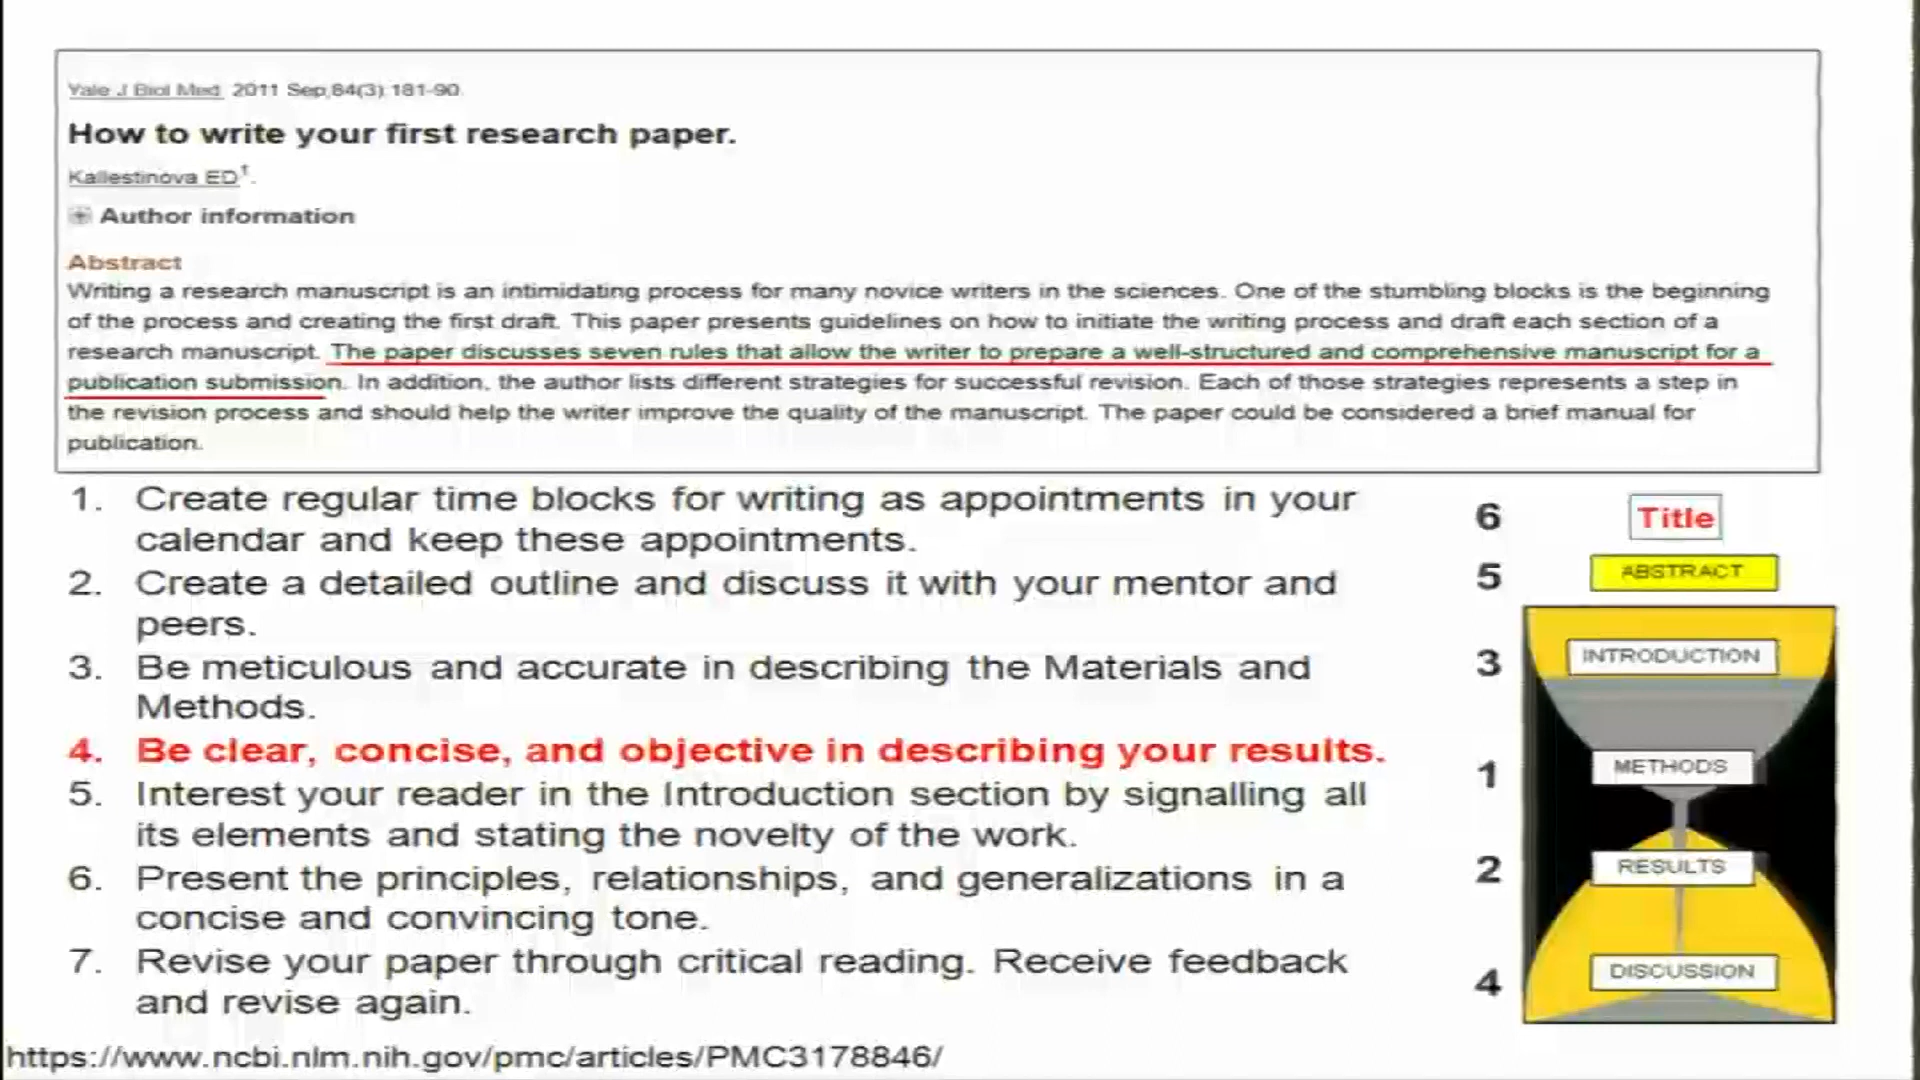 Yale J Biol Med. 2011 Sep;84(3):181-90.
How to write your first research paper.
Kallestinova ED1.
Author information
Abstract
Writing a research manuscript is an intimidating process for many novice writers in the sciences. One of the stumbling blocks is the beginning
of the process and creating the first draft. This paper presents guidelines on how to initiate the writing process and draft each section of a
research manuscript. The paper discusses seven rules that allow the writer to prepare a well-structured and comprehensive manuscript for a
publication submission. In addition, the author lists different strategies for successful revision. Each of those strategies represents a step in
the revision process and should help the writer improve the quality of the manuscript. The paper could be considered a brief manual for
publication.
1. Create regular time blocks for writing as appointments in your
calendar and keep these appointments.
2. Create a detailed outline and discuss it with your mentor and
peers.
3. Be meticulous and accurate in describing the Materials and
Methods.
4. Be clear, concise, and objective in describing your results.
5. Interest your reader in the Introduction section by signalling all
its elements and stating the novelty of the work.
6. Present the principles, relationships, and generalizations in a
concise and convincing tone.
7. Revise your paper through critical reading. Receive feedback
and revise again.
6 Title
5 ABSTRACT
3 INTRODUCTION
1 METHODS
2 RESULTS
4 DISCUSSION
https://www.ncbi.nlm.nih.gov/pmc/articles/PMC3178846/